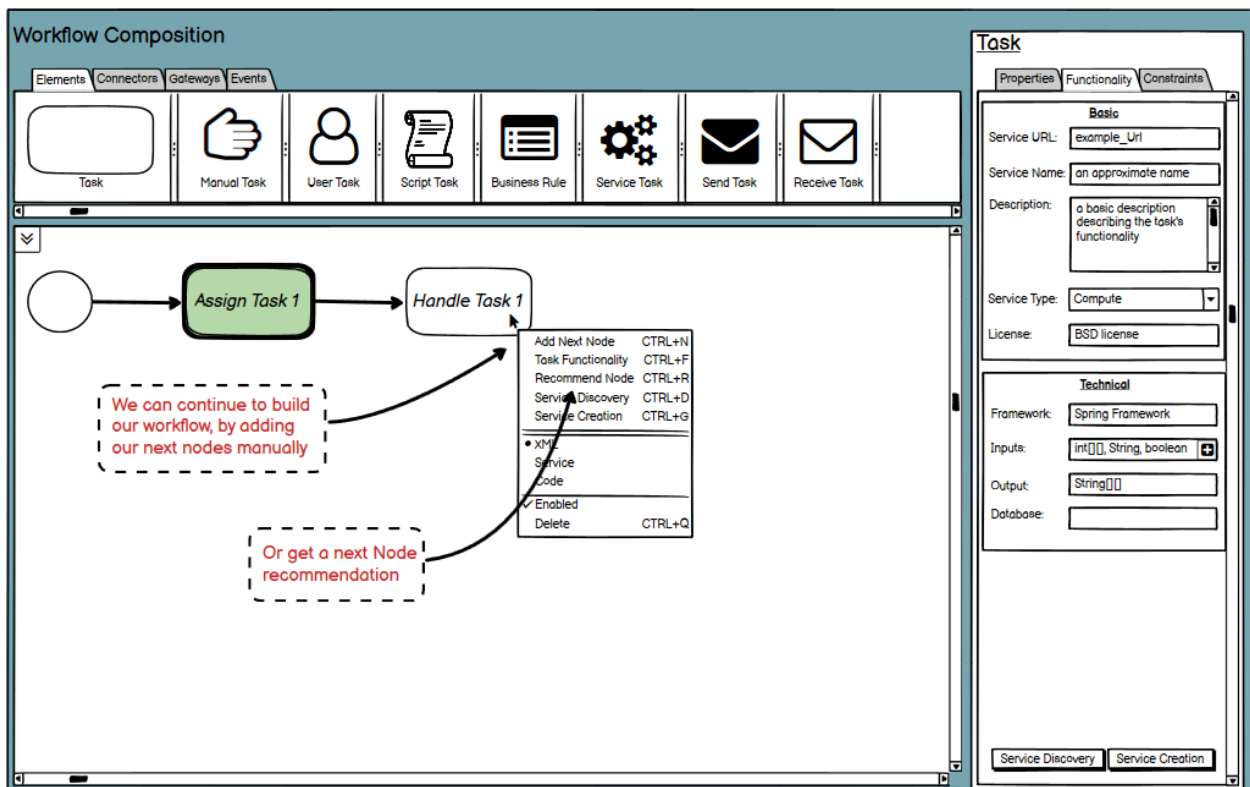 Workflow Composition
Elements Connectors Gateways Events
Task
Manual Task
User Task
Script Task
Business Rule
Service Task
Send Task
Receive Task
Assign Task 1
Handle Task 1
Add Next Node CTRL+N
Task Functionality CTRL+F
Recommend Node CTRL+R
Service Discovery CTRL+D
Service Creation CTRL+G
XML
Service
Code
Enabled
Delete CTRL+Q
We can continue to build
our workflow, by adding
our next nodes manually
Or get a next Node
recommendation
Task
Properties Functionality Constraints
Basic
Service URL: example_Url
Service Name: an approximate name
Description: a basic description
describing the task's
functionality
Service Type: Compute
License: BSD license
Technical
Framework: Spring Framework
Inputs: int[][], String, boolean
Output: String[][]
Database:
Service Discovery Service Creation